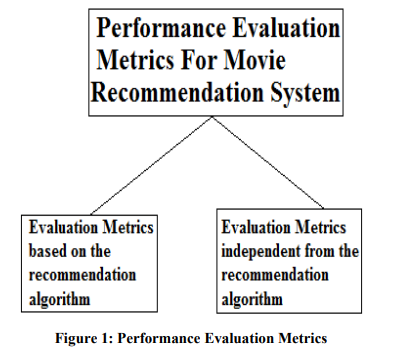 Performance Evaluation
Metrics For Movie
Recommendation System
Evaluation Metrics
based on the
recommendation
algorithm
Evaluation Metrics
independent from the
recommendation
algorithm
Figure 1: Performance Evaluation Metrics